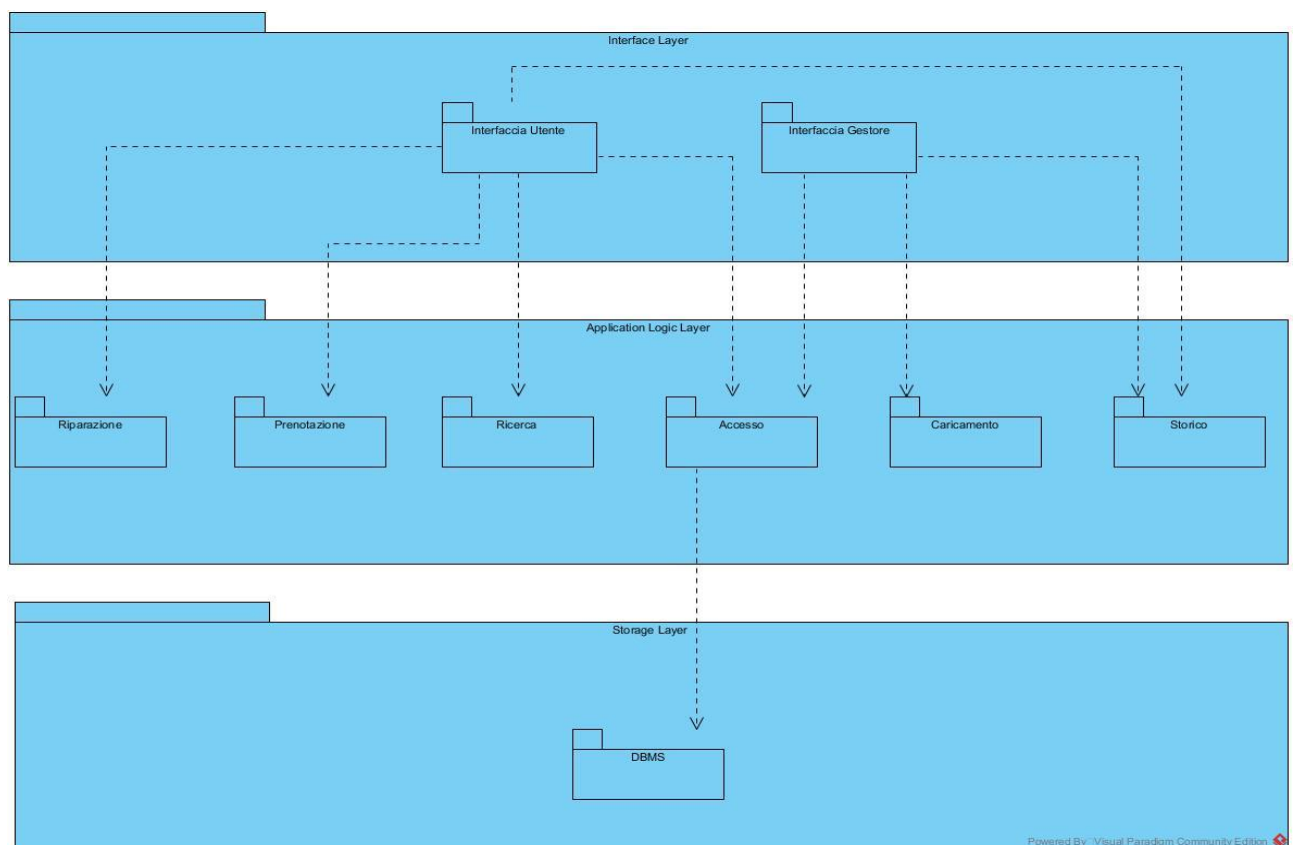 Interface Layer
Interfaccia Utente
Interfaccia Gestore
Application Logic Layer
Riparazione
Prenotazione
Ricerca
Accesso
Caricamento
Storico
Storage Layer
DBMS
Powered By Visual Paradigm Community Edition